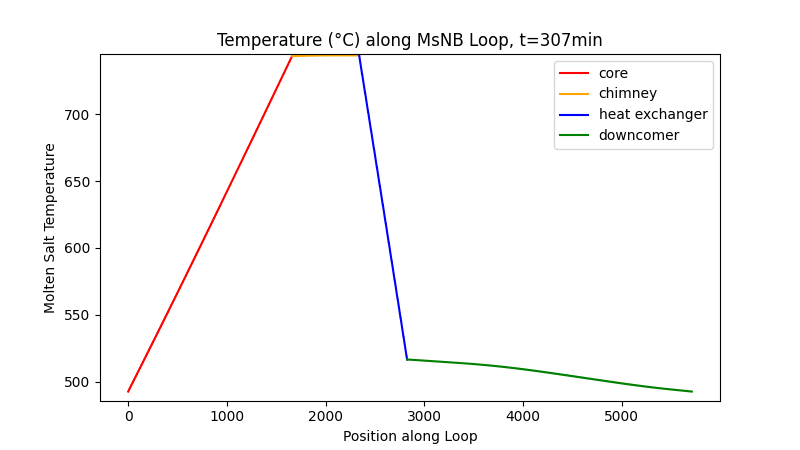 Temperature (°C) along MsNB Loop, t=307min
core
chimney
heat exchanger
downcomer
Molten Salt Temperature
700
650
600
550
500
0 1000 2000 3000 4000 5000
Position along Loop